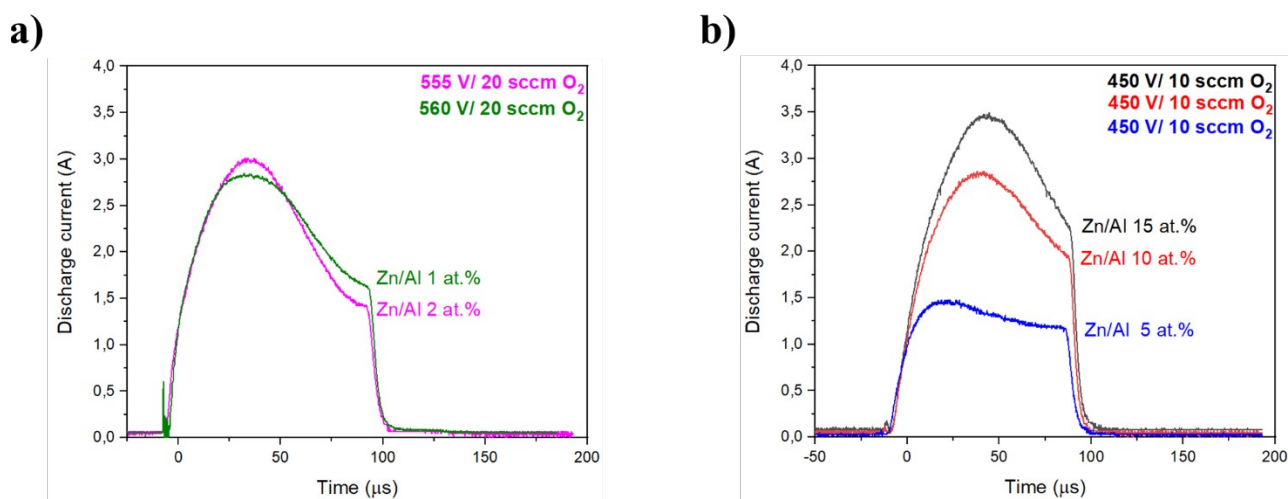 a)
4,0
3,5
3,0
2,5
2,0
1,5
1,0
0,5
0,0
Discharge current (A)
555 V/ 20 sccm O₂
560 V/ 20 sccm O₂
Zn/Al 1 at.%
Zn/Al 2 at.%
0
50
100
150
200
Time (μs)
b)
4,0
3,5
3,0
2,5
2,0
1,5
1,0
0,5
0,0
Discharge current (A)
450 V/ 10 sccm O₂
450 V/ 10 sccm O₂
450 V/ 10 sccm O₂
Zn/Al 15 at.%
Zn/Al 10 at.%
Zn/Al  5 at.%
-50
0
50
100
150
200
Time (μs)